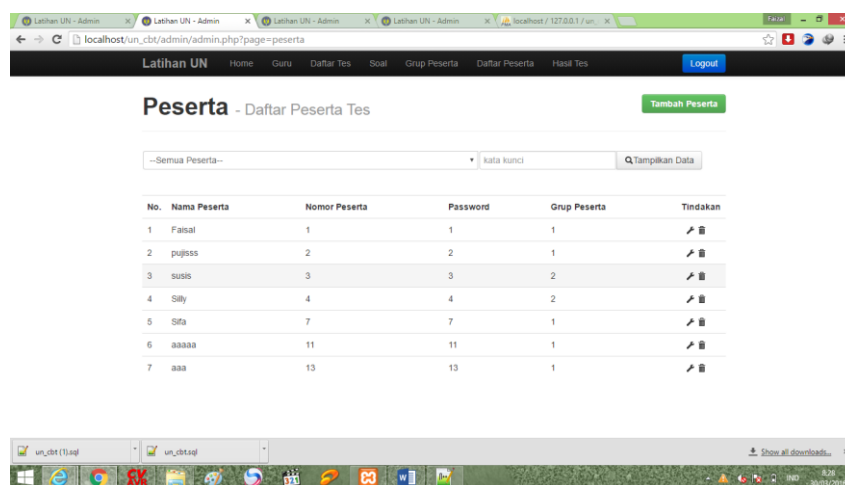 Latihan UN - Admin Latihan UN - Admin Latihan UN - Admin Latihan UN - Admin localhost / 127.0.0.1 / un_ Faizal
localhost/un_cbt/admin/admin.php?page=peserta
Latihan UN Home Guru Daftar Tes Soal Grup Peserta Daftar Peserta Hasil Tes Logout
Peserta - Daftar Peserta Tes Tambah Peserta
--Semua Peserta-- kata kunci Tampilkan Data
No. Nama Peserta Nomor Peserta Password Grup Peserta Tindakan
1 Faisal 1 1 1
2 pujisss 2 2 1
3 susis 3 3 2
4 Silly 4 4 2
5 Sifa 7 7 1
6 aaaaa 11 11 1
7 aaa 13 13 1
un_cbt (1).sql un_cbt.sql Show all downloads...
IND 8.28
30/03/2016